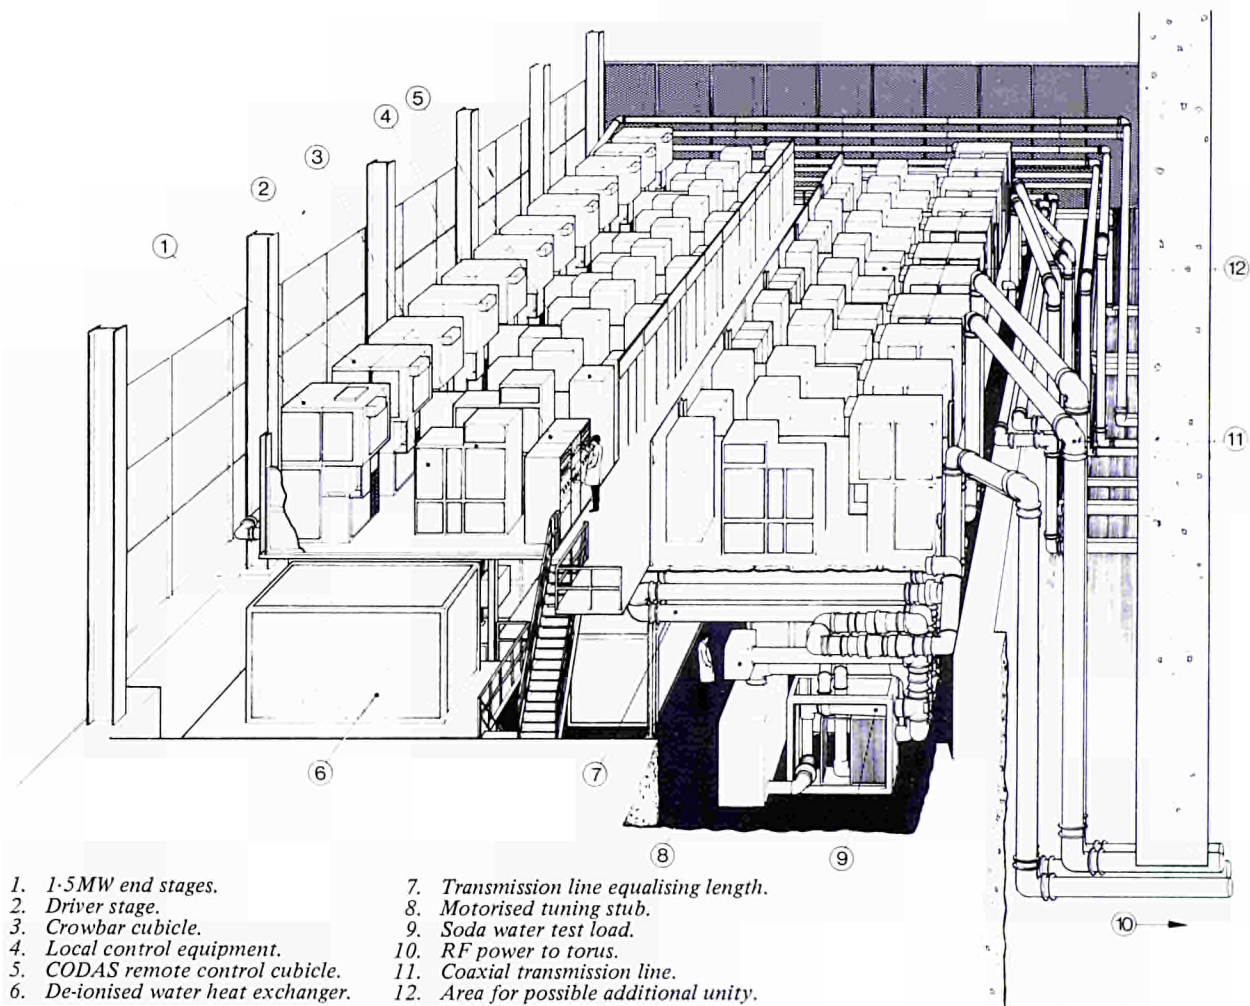 5
4
3
2
1
12
11
6
7
8
9
10
1. 1·5MW end stages.
2. Driver stage.
3. Crowbar cubicle.
4. Local control equipment.
5. CODAS remote control cubicle.
6. De-ionised water heat exchanger.
7. Transmission line equalising length.
8. Motorised tuning stub.
9. Soda water test load.
10. RF power to torus.
11. Coaxial transmission line.
12. Area for possible additional unity.